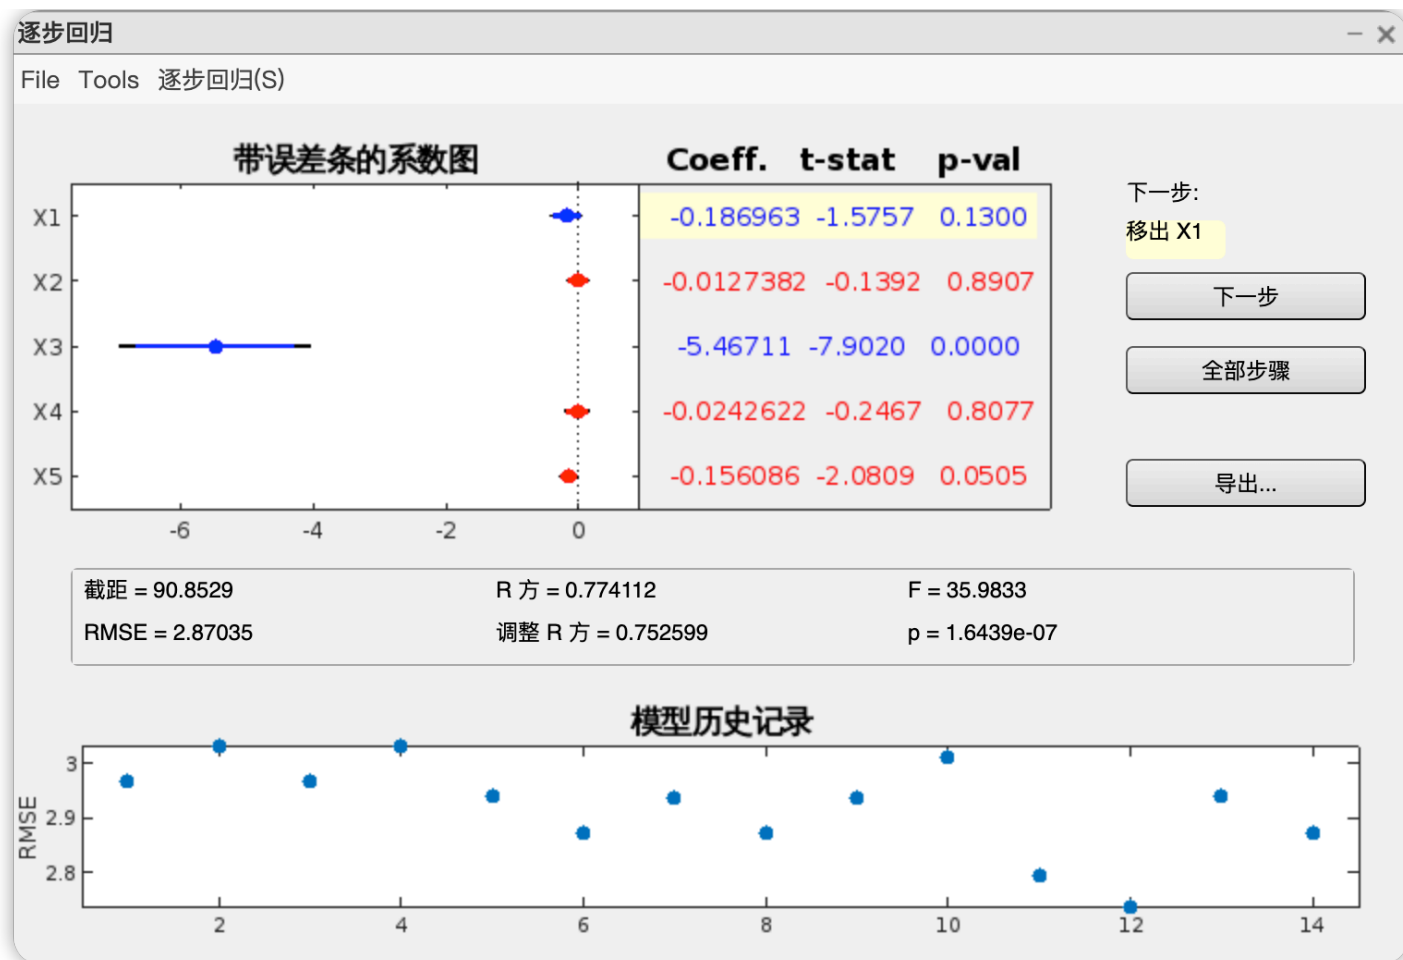 逐步回归
File Tools 逐步回归(S)
带误差条的系数图
Coeff. t-stat p-val
下一步:
X1 -0.186963 -1.5757 0.1300
移出 X1
X2 -0.0127382 -0.1392 0.8907
下一步
X3 -5.46711 -7.9020 0.0000
全部步骤
X4 -0.0242622 -0.2467 0.8077
X5 -0.156086 -2.0809 0.0505
导出...
-6 -4 -2 0
截距 = 90.8529 R 方 = 0.774112 F = 35.9833
RMSE = 2.87035 调整 R 方 = 0.752599 p = 1.6439e-07
模型历史记录
RMSE
3
2.9
2.8
2 4 6 8 10 12 14